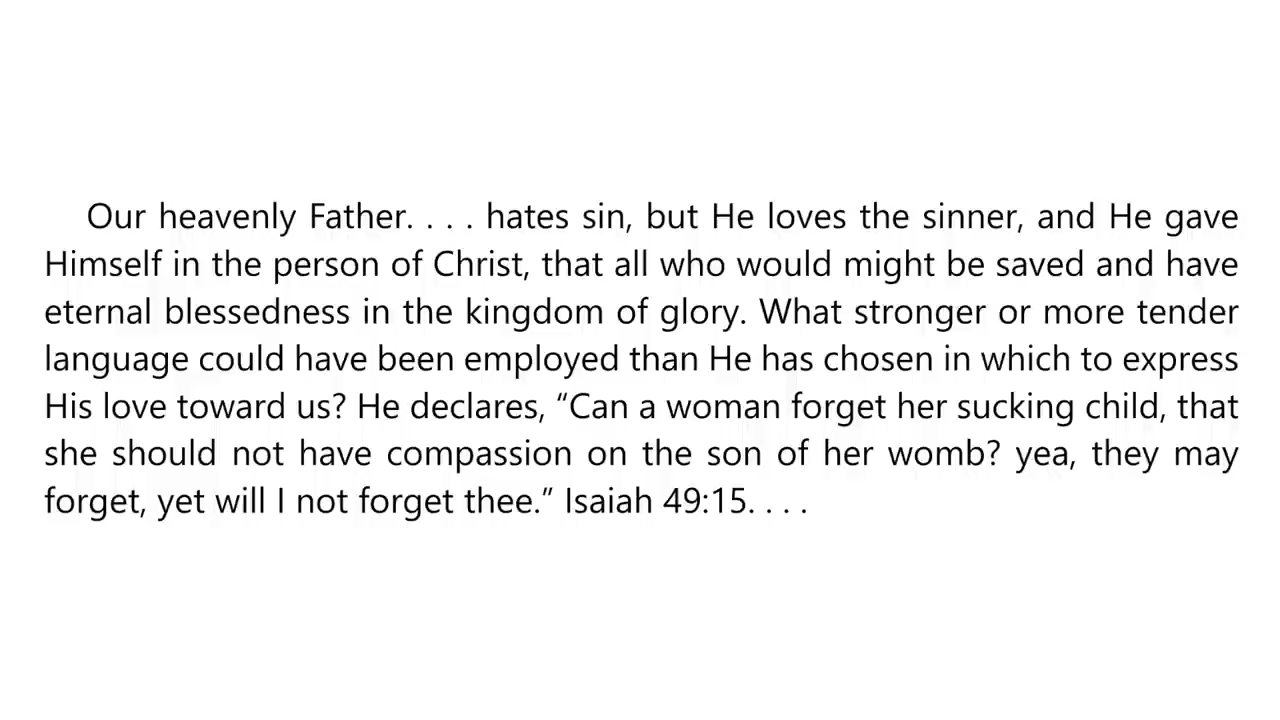 Our heavenly Father. . . . hates sin, but He loves the sinner, and He gave
Himself in the person of Christ, that all who would might be saved and have
eternal blessedness in the kingdom of glory. What stronger or more tender
language could have been employed than He has chosen in which to express
His love toward us? He declares, “Can a woman forget her sucking child, that
she should not have compassion on the son of her womb? yea, they may
forget, yet will I not forget thee.” Isaiah 49:15. . . .